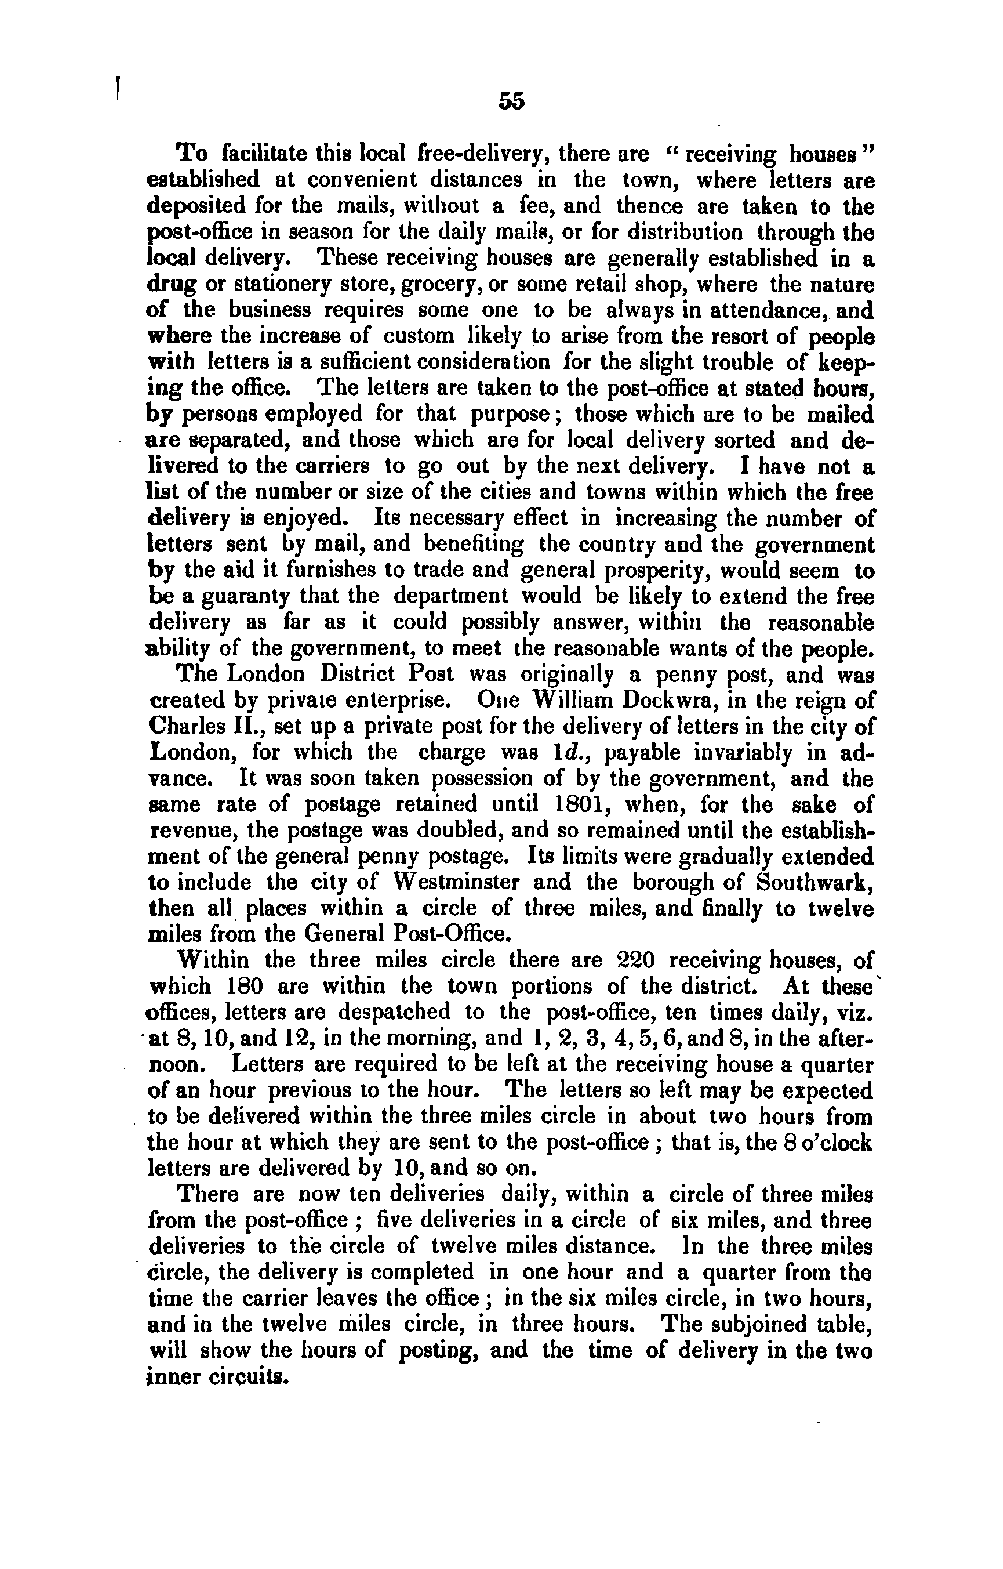 55
To facilitate this local free-delivery, there are “ receiving houses ”
established at convenient distances in the town, where letters are
deposited for the mails, without a fee, and thence are taken to the
post-office in season for the daily mails, or for distribution through the
local delivery. These receiving houses are generally established in a
drug or stationery store, grocery, or some retail shop, where the nature
of the business requires some one to be always in attendance, and
where the increase of custom likely to arise from the resort of people
with letters is a sufficient consideration for the slight trouble of keep-
ing the office. The letters are taken to the post-office at stated hours,
by persons employed for that purpose; those which are to be mailed
are separated, and those which are for local delivery sorted and de-
livered to the carriers to go out by the next delivery. I have not a
list of the number or size of the cities and towns within which the free
delivery is enjoyed. Its necessary effect in increasing the number of
letters sent by mail, and benefiting the country and the government
by the aid it furnishes to trade and general prosperity, would seem to
be a guaranty that the department would be likely to extend the free
delivery as far as it could possibly answer, within the reasonable
ability of the government, to meet the reasonable wants of the people.
The London District Post was originally a penny post, and was
created by private enterprise. One William Dockwra, in the reign of
Charles II., set up a private post for the delivery of letters in the city of
London, for which the charge was 1d., payable invariably in ad-
vance. It was soon taken possession of by the government, and the
same rate of postage retained until 1801, when, for the sake of
revenue, the postage was doubled, and so remained until the establish-
ment of the general penny postage. Its limits were gradually extended
to include the city of Westminster and the borough of Southwark,
then all places within a circle of three miles, and finally to twelve
miles from the General Post-Office.
Within the three miles circle there are 220 receiving houses, of
which 180 are within the town portions of the district. At these
offices, letters are despatched to the post-office, ten times daily, viz.
at 8, 10, and 12, in the morning, and 1, 2, 3, 4, 5, 6, and 8, in the after-
noon. Letters are required to be left at the receiving house a quarter
of an hour previous to the hour. The letters so left may be expected
to be delivered within the three miles circle in about two hours from
the hour at which they are sent to the post-office ; that is, the 8 o’clock
letters are delivered by 10, and so on.
There are now ten deliveries daily, within a circle of three miles
from the post-office ; five deliveries in a circle of six miles, and three
deliveries to the circle of twelve miles distance. In the three miles
circle, the delivery is completed in one hour and a quarter from the
time the carrier leaves the office ; in the six miles circle, in two hours,
and in the twelve miles circle, in three hours. The subjoined table,
will show the hours of posting, and the time of delivery in the two
inner circuits.